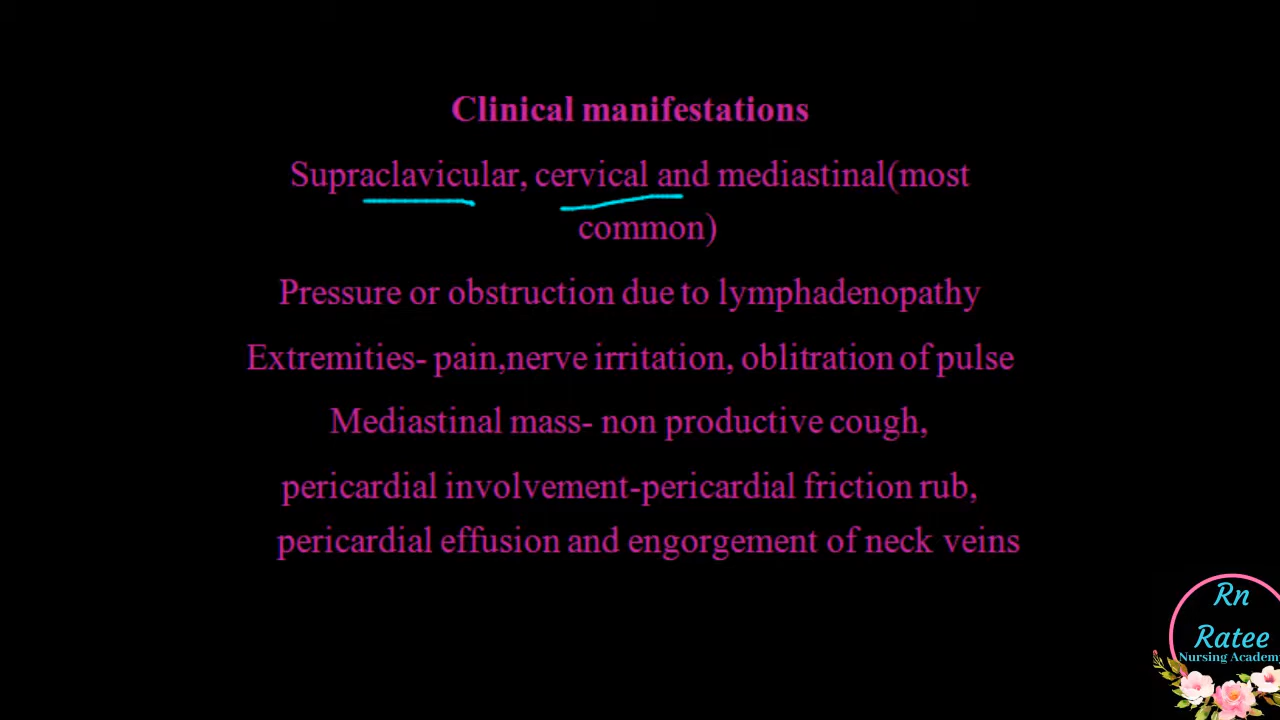 Clinical manifestations
Supraclavicular, cervical and mediastinal(most
common)
Pressure or obstruction due to lymphadenopathy
Extremities- pain,nerve irritation, oblitration of pulse
Mediastinal mass- non productive cough,
pericardial involvement-pericardial friction rub,
pericardial effusion and engorgement of neck veins
Rn
Ratee
Nursing Academy